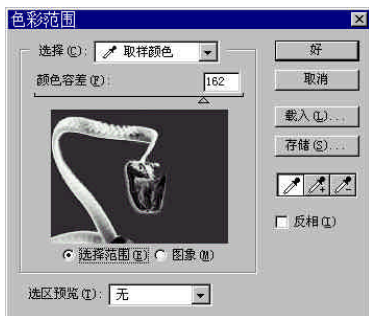 色彩范围
选择(C): 取样颜色
颜色容差(F): 162
选择范围(E) 图象(M)
选区预览(T): 无
好
取消
载入(L)...
存储(S)...
反相(I)